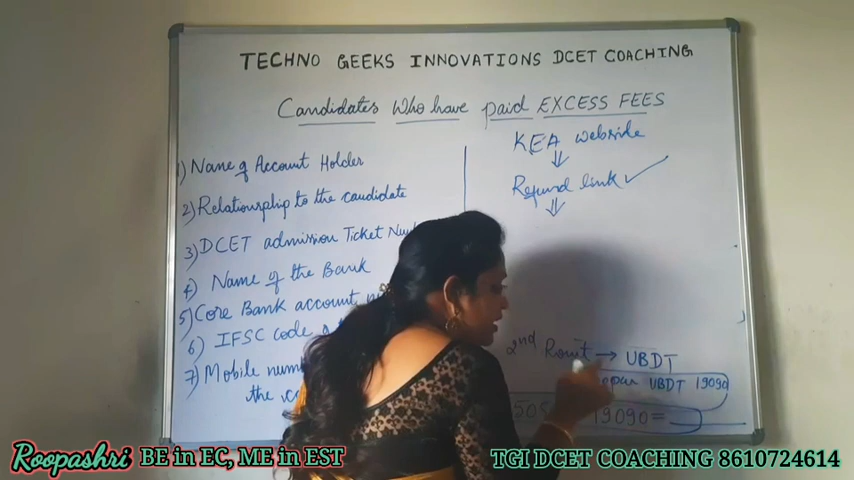 TECHNO GEEKS INNOVATIONS DCET COACHING
Candidates Who have paid EXCESS FEES
1) Name of Account Holder
2) Relationship to the candidate
3) DCET admission Ticket
4) Name of the Bank
5) Core Bank account
6) IFSC code
7) Mobile
the
KEA webside
Refund link
2nd → UBDT
UBDT 19090
19090=
Roopashri BE in EC, ME in EST
TGI DCET COACHING 8610724614